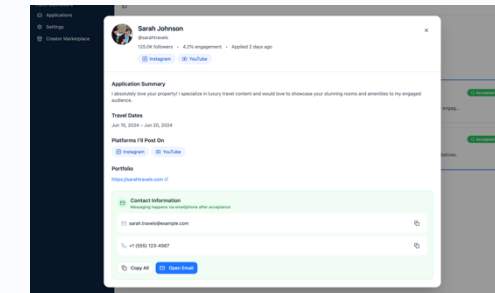 Applications
Settings
Creator Marketplace
Sarah Johnson
@sarahtravels
125.0K followers • 4.2% engagement • Applied 2 days ago
Instagram
YouTube
Application Summary
I absolutely love your property! I specialize in luxury travel content and would love to showcase your stunning rooms and amenities to my engaged
audience.
Travel Dates
Jun 15, 2024 – Jun 20, 2024
Platforms I'll Post On
Instagram
YouTube
Portfolio
https://sarahtravels.com
Contact Information
Messaging happens via email/phone after acceptance
sarah.travels@example.com
+1 (555) 123-4567
Copy All
Open Email
Accepted
engag...
Accepted